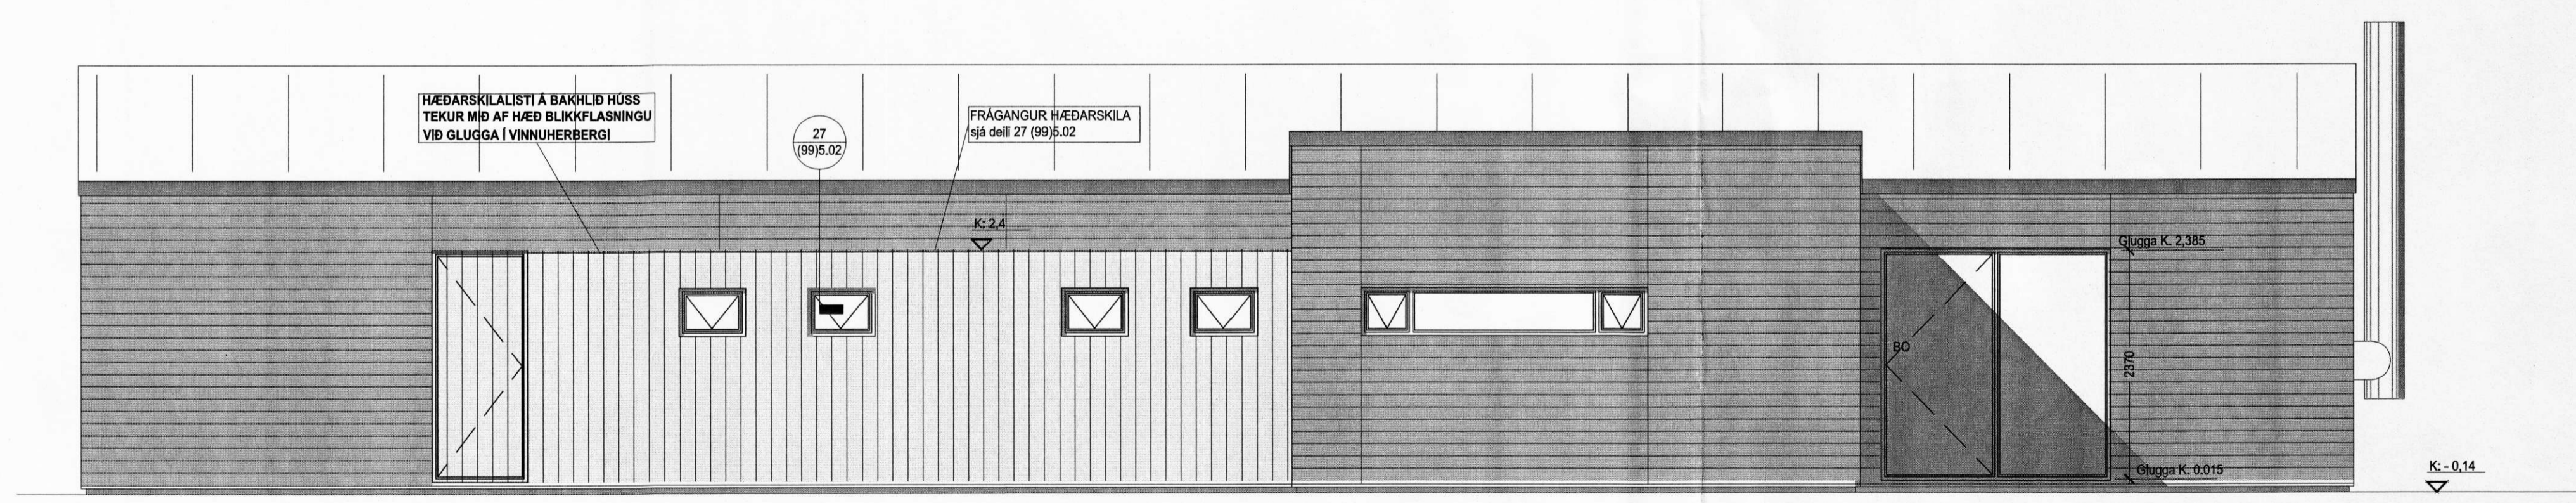 HÆÐARSKILALISTI Á BAKHLIÐ HÚSS
TEKUR MIÐ AF HÆÐ BLIKKFLASNINGU
VIÐ GLUGGA Í VINNUHERBERGI
27
(99)5.02
FRÁGANGUR HÆÐARSKILA
sjá deili 27 (99)5.02
K: 2,4
Glugga K. 2,385
BO
2370
Glugga K. 0.015
K: - 0,14